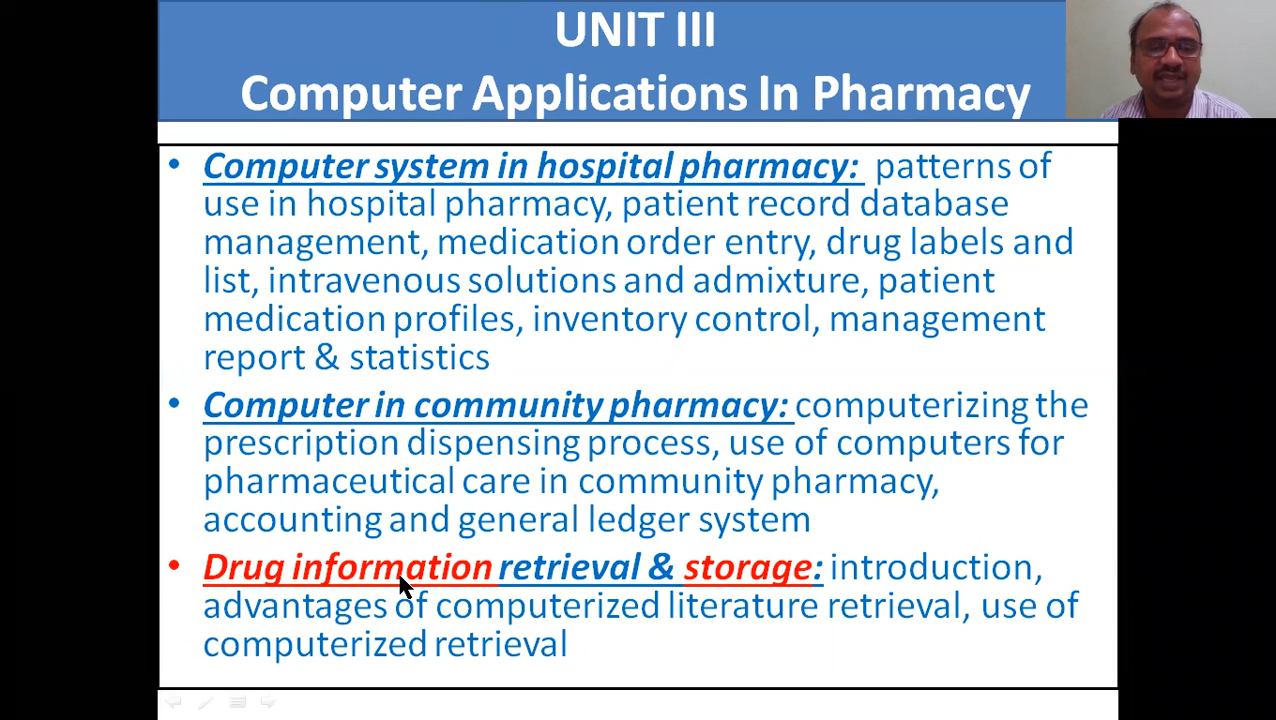 UNIT III
Computer Applications In Pharmacy
• Computer system in hospital pharmacy: patterns of
use in hospital pharmacy, patient record database
management, medication order entry, drug labels and
list, intravenous solutions and admixture, patient
medication profiles, inventory control, management
report & statistics
• Computer in community pharmacy: computerizing the
prescription dispensing process, use of computers for
pharmaceutical care in community pharmacy,
accounting and general ledger system
• Drug information retrieval & storage: introduction,
advantages of computerized literature retrieval, use of
computerized retrieval